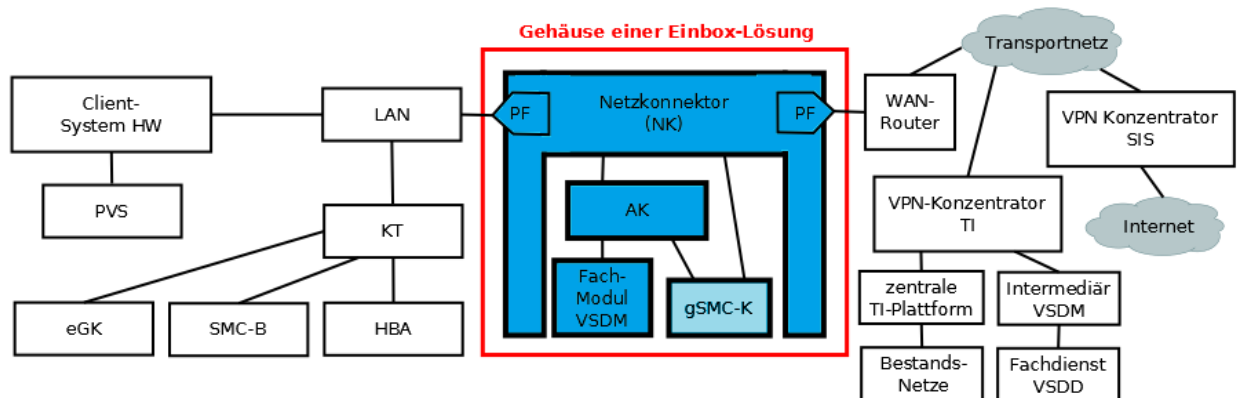 Gehäuse einer Einbox-Lösung
Client-
System HW
PVS
LAN
KT
eGK
SMC-B
HBA
PF
Netzkonnektor
(NK)
PF
AK
Fach-
Modul
VSDM
gSMC-K
WAN-
Router
Transportnetz
VPN Konzentrator
SIS
Internet
VPN-Konzentrator
TI
zentrale
TI-Plattform
Intermediär
VSDM
Bestands-
Netze
Fachdienst
VSDD